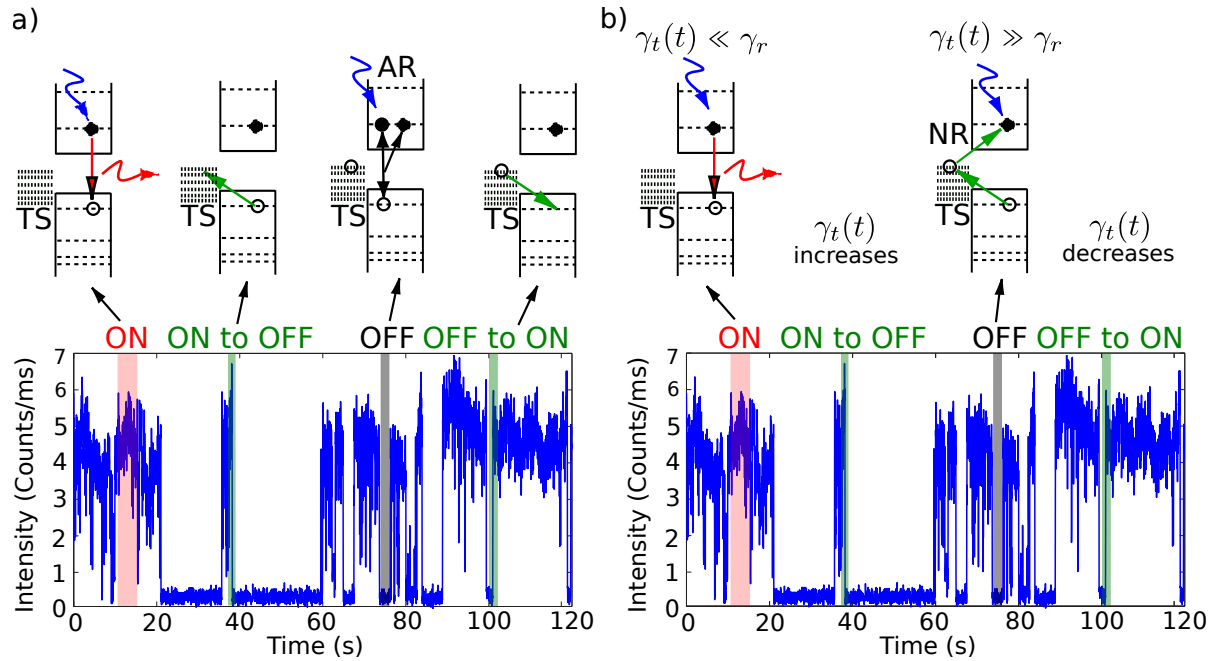 a)
AR
TS
TS
TS
TS
ON
ON to OFF
OFF
OFF to ON
Intensity (Counts/ms)
7
6
5
4
3
2
1
0
0
20
40
60
80
100
120
Time (s)
b)
γt(t) ≪ γr
γt(t) ≫ γr
NR
TS
TS
γt(t)
increases
γt(t)
decreases
ON
ON to OFF
OFF
OFF to ON
Intensity (Counts/ms)
7
6
5
4
3
2
1
0
0
20
40
60
80
100
120
Time (s)